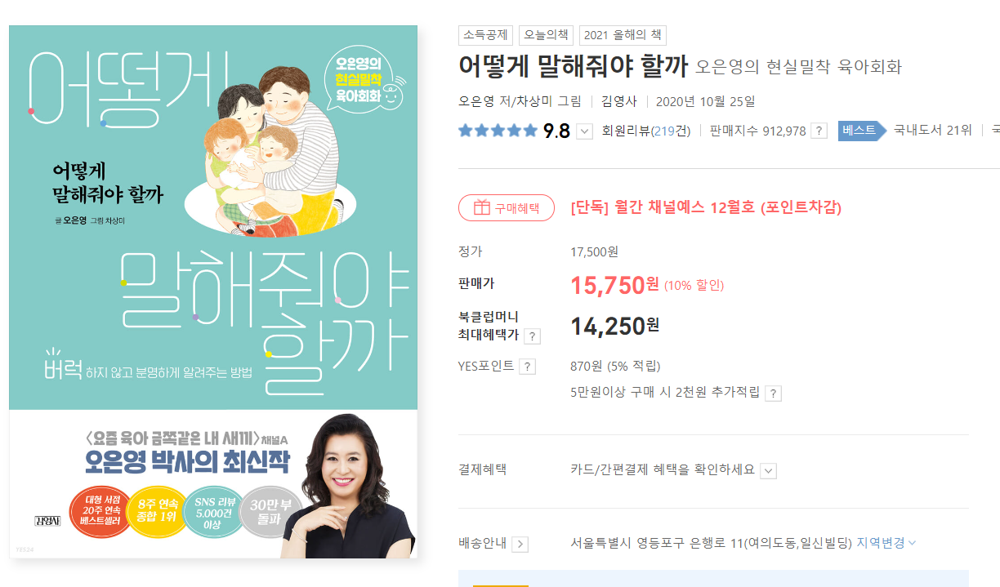 어떻게
오은영의
현실밀착
육아회화
어떻게
말해줘야 할까
글 오은영 그림 차상미
말해줘야
할까
버럭 하지 않고 분명하게 알려주는 방법
<요즘 육아 금쪽같은 내 새끼> 채널A
오은영 박사의 최신작
대형 서점
20주 연속
베스트셀러
8주 연속
종합 1위
SNS 리뷰
5,000건
이상
30만 부
돌파
김영사
YES24
소득공제 오늘의책 2021 올해의 책
어떻게 말해줘야 할까 오은영의 현실밀착 육아회화
오은영 저/차상미 그림 | 김영사 | 2020년 10월 25일
9.8 회원리뷰(219건) | 판매지수 912,978 ? 베스트 국내도서 21위 |
구매혜택 [단독] 월간 채널예스 12월호 (포인트차감)
정가 17,500원
판매가 15,750원 (10% 할인)
북클럽머니
최대혜택가 ? 14,250원
YES포인트 ? 870원 (5% 적립)
5만원이상 구매 시 2천원 추가적립 ?
결제혜택 카드/간편결제 혜택을 확인하세요
배송안내 > 서울특별시 영등포구 은행로 11(여의도동,일신빌딩) 지역변경